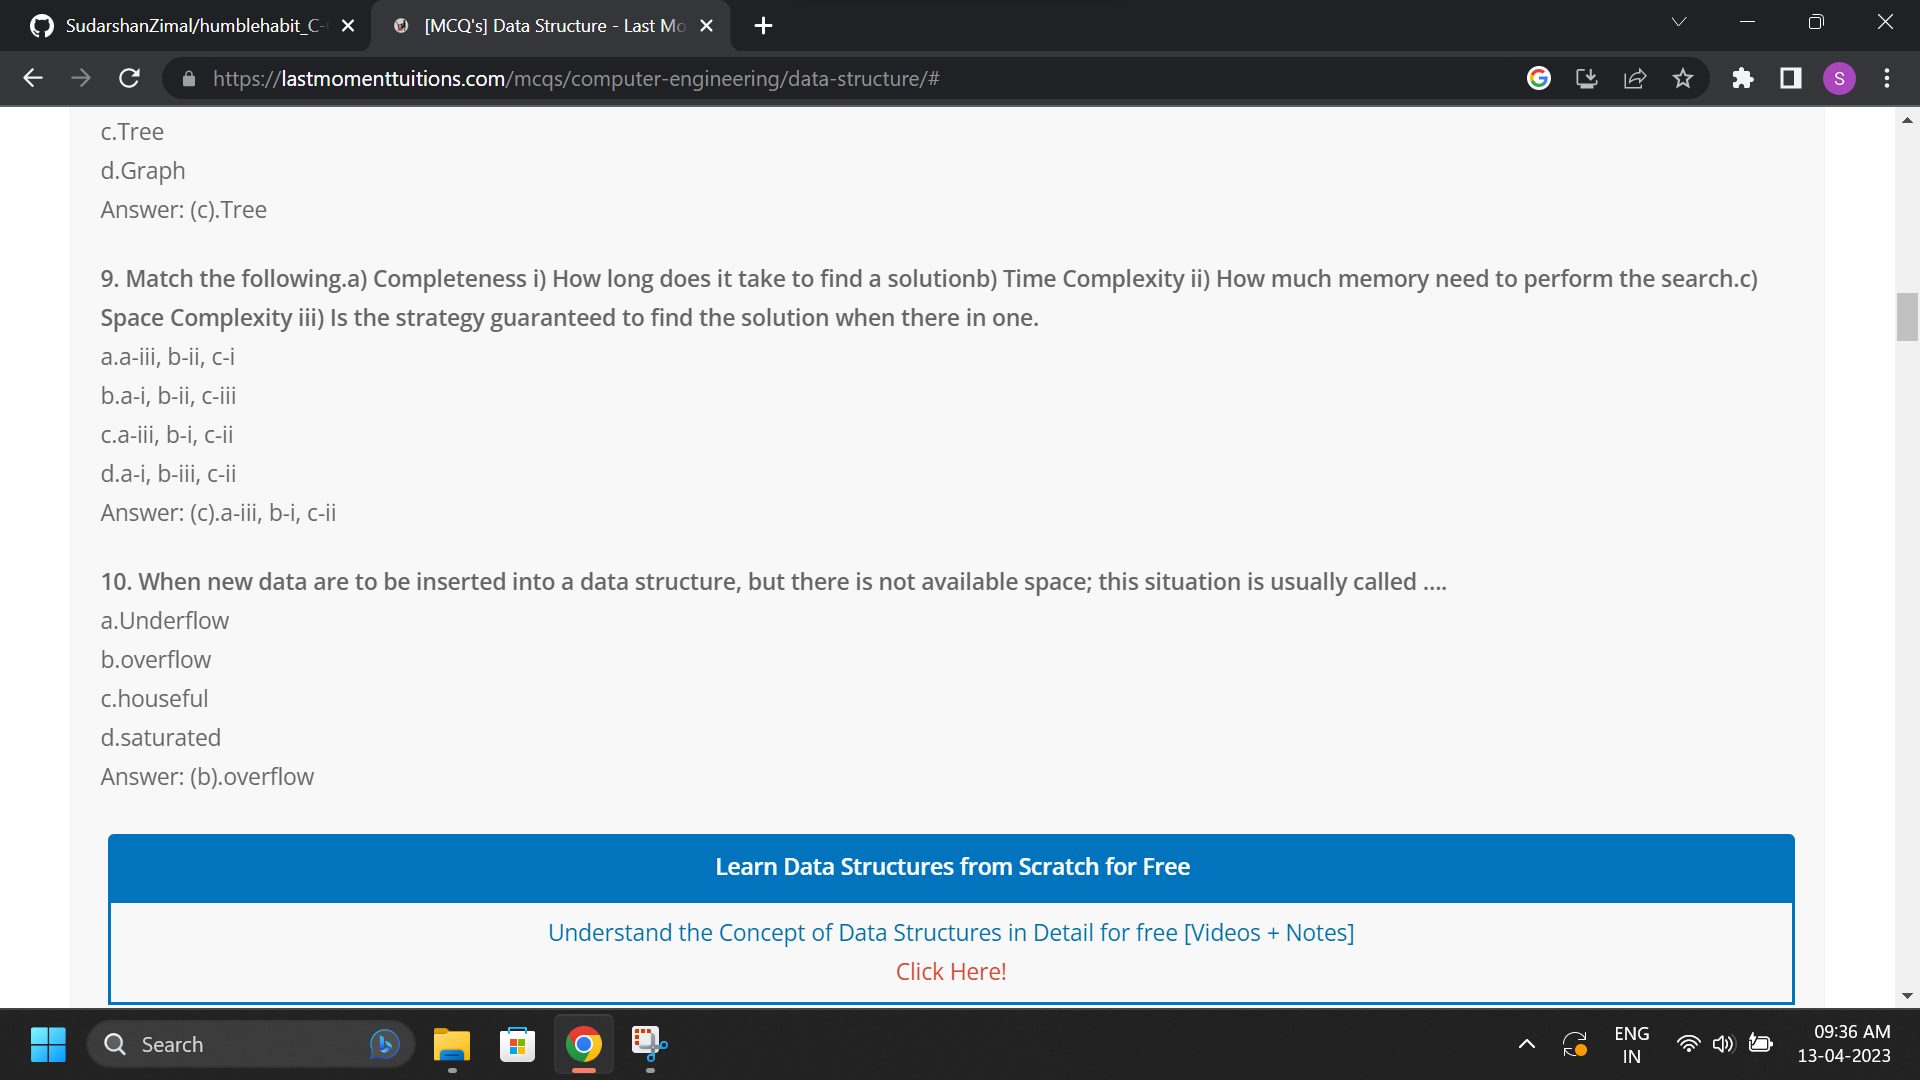 SudarshanZimal/humblehabit_C-
[MCQ's] Data Structure - Last Mo
https://lastmomenttuitions.com/mcqs/computer-engineering/data-structure/#
S
c.Tree
d.Graph
Answer: (c).Tree
9. Match the following.a) Completeness i) How long does it take to find a solutionb) Time Complexity ii) How much memory need to perform the search.c)
Space Complexity iii) Is the strategy guaranteed to find the solution when there in one.
a.a-iii, b-ii, c-i
b.a-i, b-ii, c-iii
c.a-iii, b-i, c-ii
d.a-i, b-iii, c-ii
Answer: (c).a-iii, b-i, c-ii
10. When new data are to be inserted into a data structure, but there is not available space; this situation is usually called ....
a.Underflow
b.overflow
c.houseful
d.saturated
Answer: (b).overflow
Learn Data Structures from Scratch for Free
Understand the Concept of Data Structures in Detail for free [Videos + Notes]
Click Here!
Search
ENG
IN
09:36 AM
13-04-2023